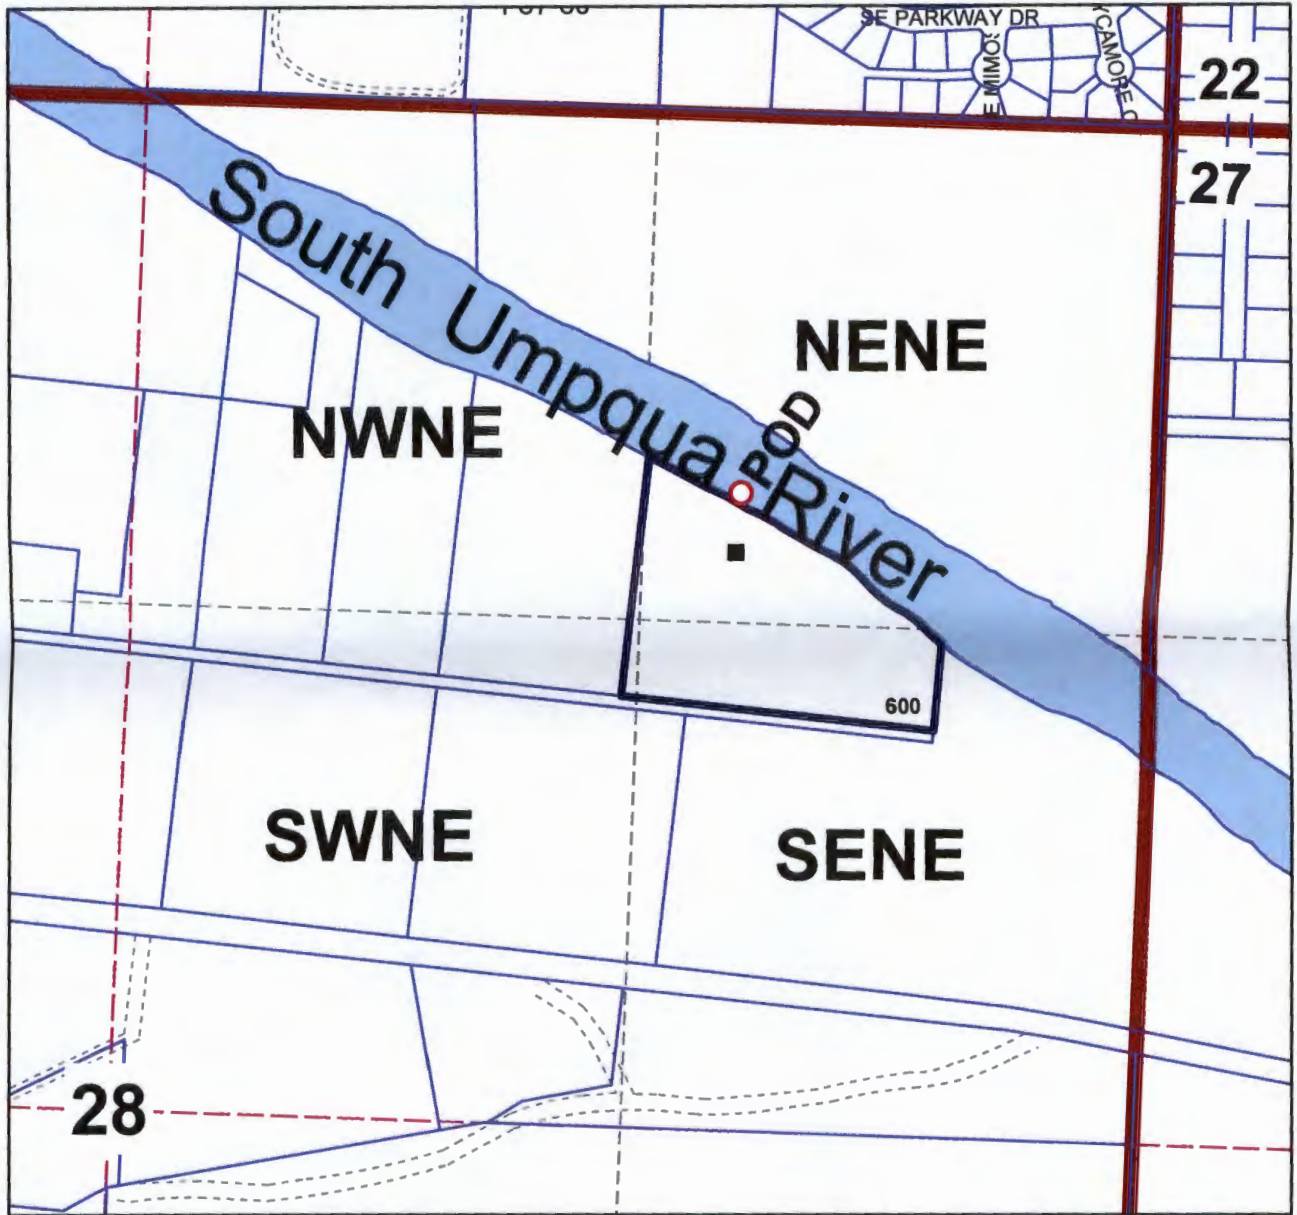 SE PARKWAY DR
22
27
South Umpqua River
NENE
POD
NWNE
600
SWNE
SENE
28